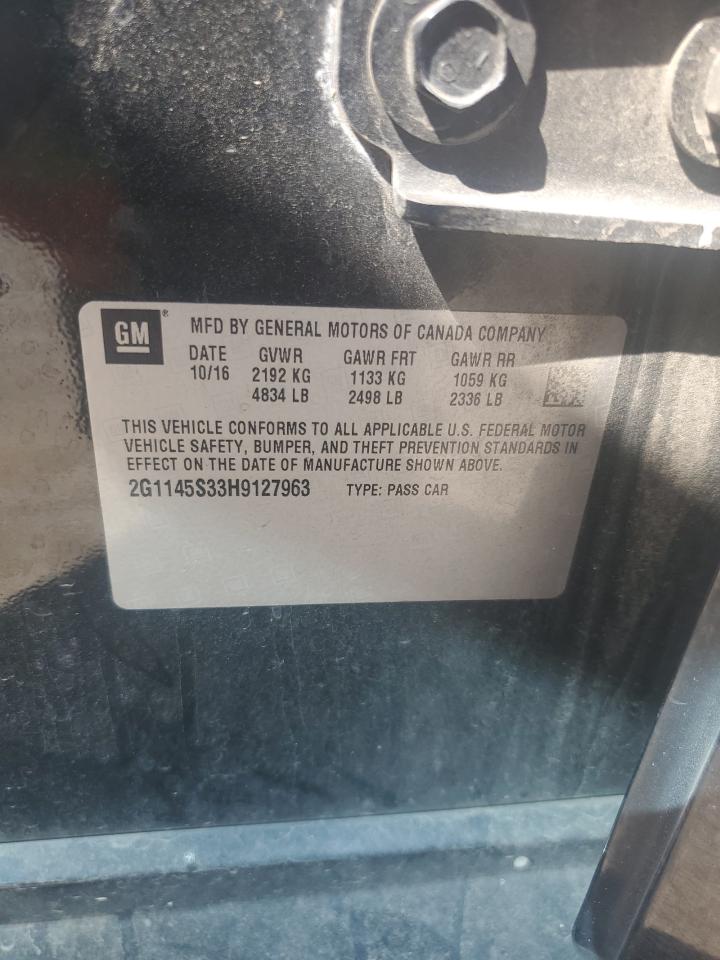 GM ®
MFD BY GENERAL MOTORS OF CANADA COMPANY
DATE GVWR GAWR FRT GAWR RR
10/16 2192 KG 1133 KG 1059 KG
4834 LB 2498 LB 2336 LB
THIS VEHICLE CONFORMS TO ALL APPLICABLE U.S. FEDERAL MOTOR
VEHICLE SAFETY, BUMPER, AND THEFT PREVENTION STANDARDS IN
EFFECT ON THE DATE OF MANUFACTURE SHOWN ABOVE.
2G1145S33H9127963 TYPE: PASS CAR